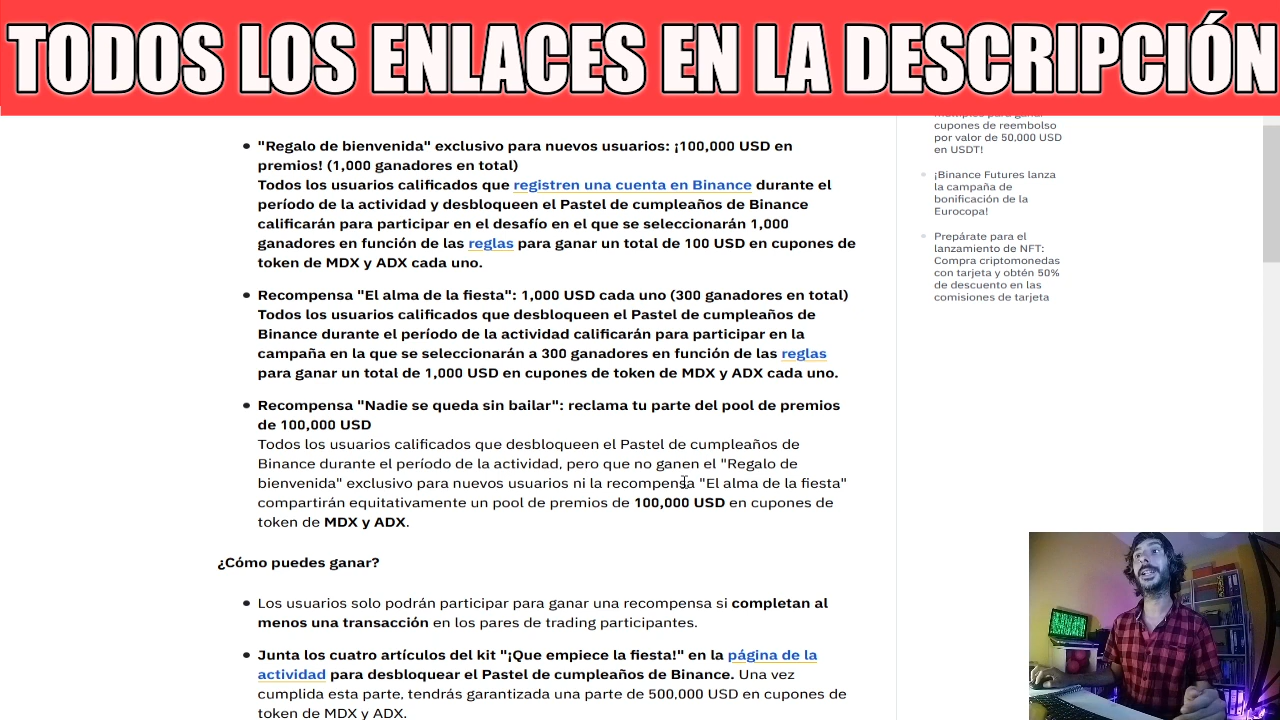 TODOS LOS ENLACES EN LA DESCRIPCIÓN
"Regalo de bienvenida" exclusivo para nuevos usuarios: ¡100,000 USD en
premios! (1,000 ganadores en total)
Todos los usuarios calificados que registren una cuenta en Binance durante el
período de la actividad y desbloqueen el Pastel de cumpleaños de Binance
calificarán para participar en el desafío en el que se seleccionarán 1,000
ganadores en función de las reglas para ganar un total de 100 USD en cupones de
token de MDX y ADX cada uno.
Recompensa "El alma de la fiesta": 1,000 USD cada uno (300 ganadores en total)
Todos los usuarios calificados que desbloqueen el Pastel de cumpleaños de
Binance durante el período de la actividad calificarán para participar en la
campaña en la que se seleccionarán a 300 ganadores en función de las reglas
para ganar un total de 1,000 USD en cupones de token de MDX y ADX cada uno.
Recompensa "Nadie se queda sin bailar": reclama tu parte del pool de premios
de 100,000 USD
Todos los usuarios calificados que desbloqueen el Pastel de cumpleaños de
Binance durante el período de la actividad, pero que no ganen el "Regalo de
bienvenida" exclusivo para nuevos usuarios ni la recompensa "El alma de la fiesta"
compartirán equitativamente un pool de premios de 100,000 USD en cupones de
token de MDX y ADX.
¿Cómo puedes ganar?
Los usuarios solo podrán participar para ganar una recompensa si completan al
menos una transacción en los pares de trading participantes.
Junta los cuatro artículos del kit "¡Que empiece la fiesta!" en la página de la
actividad para desbloquear el Pastel de cumpleaños de Binance. Una vez
cumplida esta parte, tendrás garantizada una parte de 500,000 USD en cupones de
token de MDX y ADX.
cupones de reembolso
por valor de 50,000 USD
en USDT!
¡Binance Futures lanza
la campaña de
bonificación de la
Eurocopa!
Prepárate para el
lanzamiento de NFT:
Compra criptomonedas
con tarjeta y obtén 50%
de descuento en las
comisiones de tarjeta